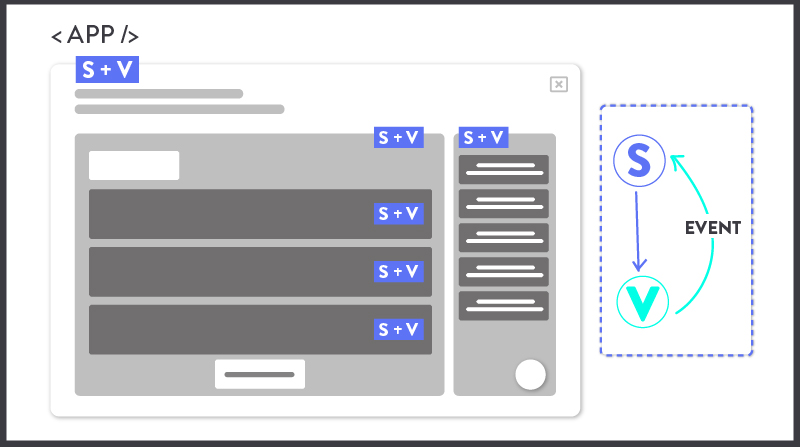 < APP />
S + V
S + V
S + V
S + V
S + V
S + V
S
EVENT
V